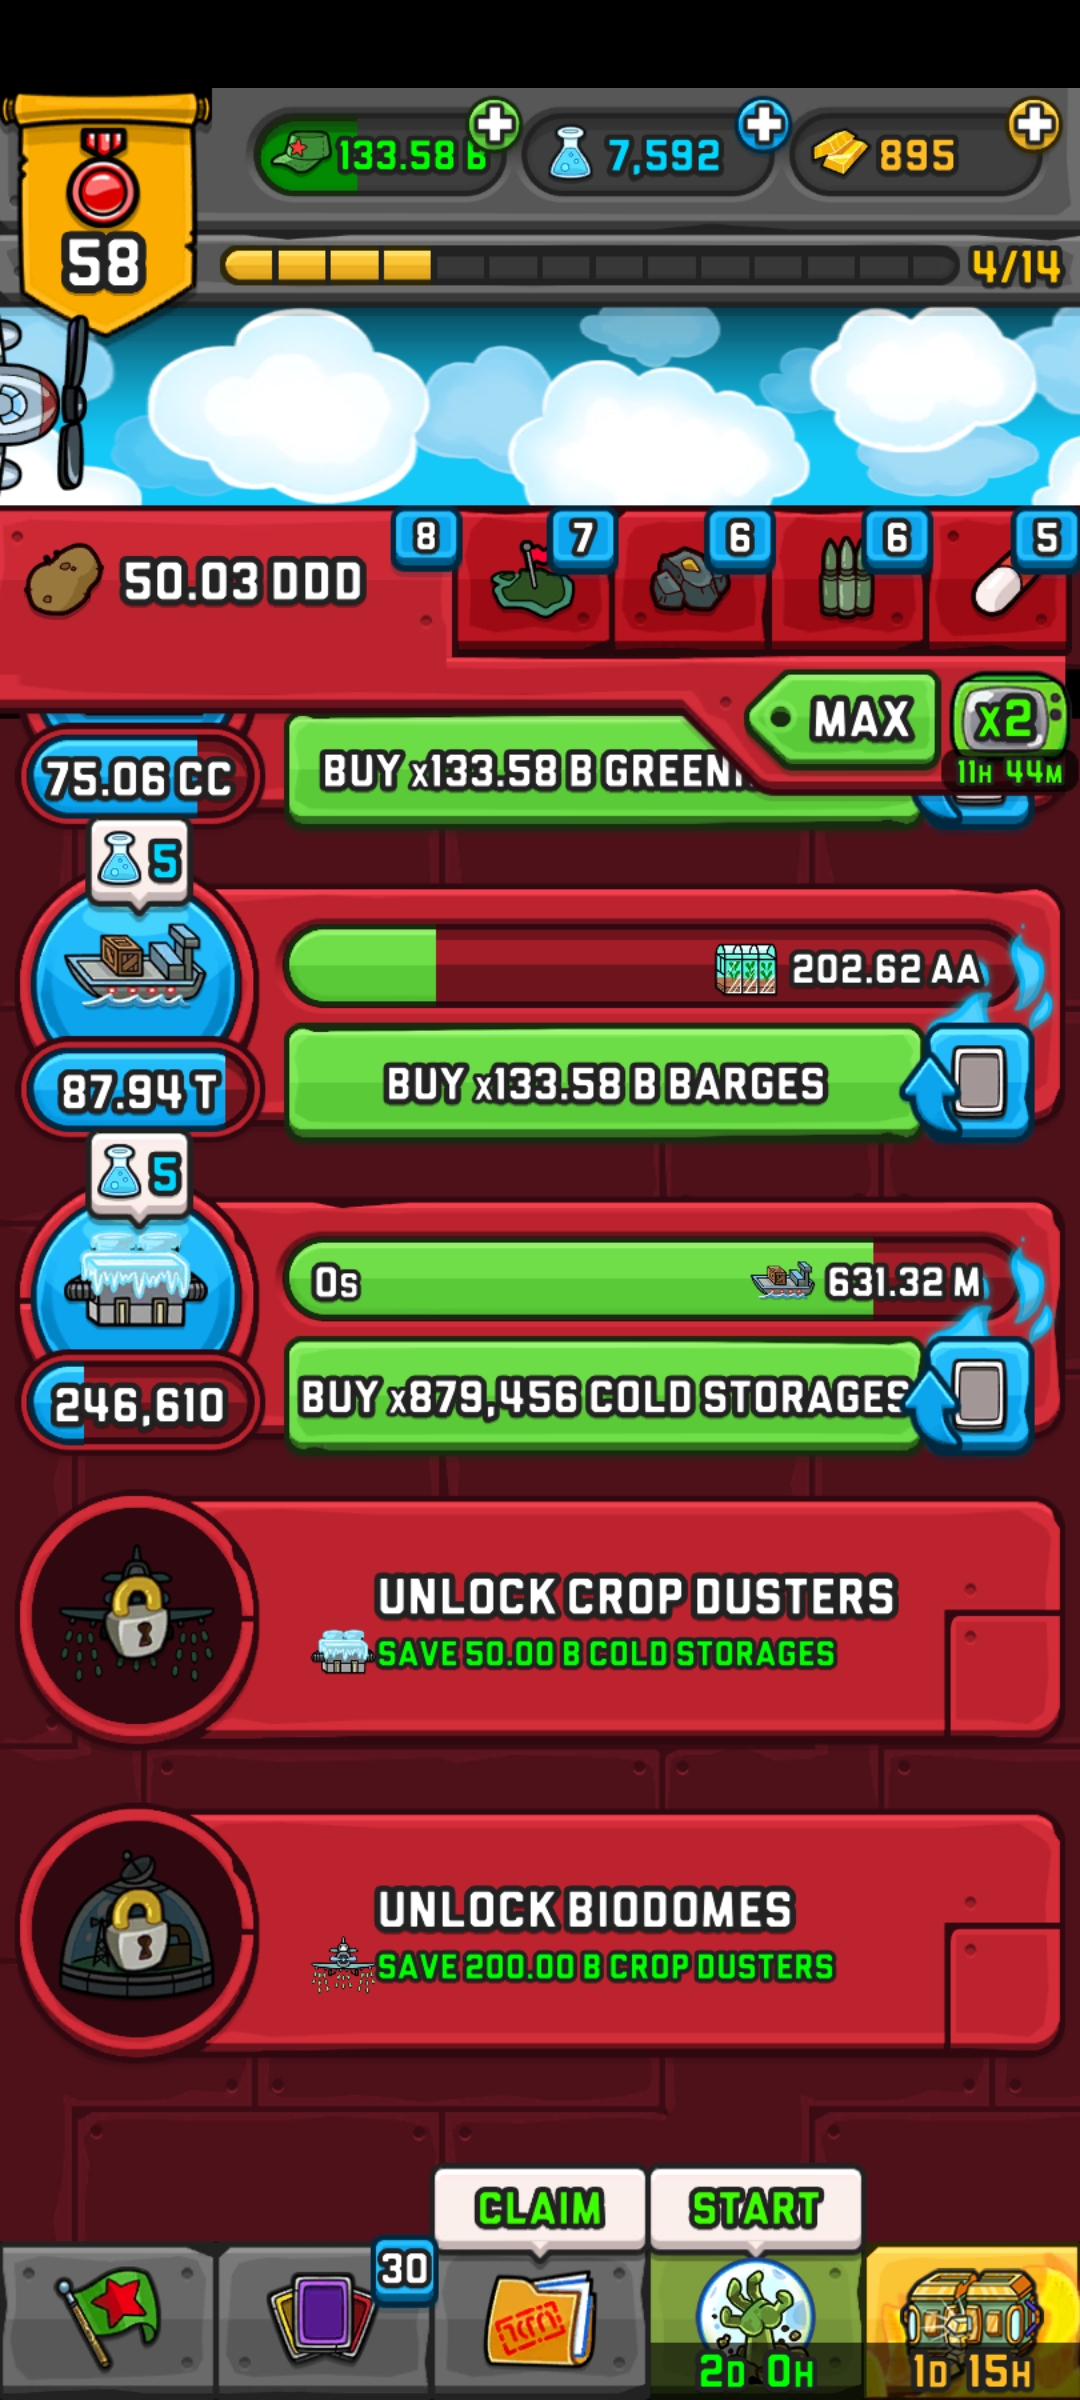 133.58 B
7,592
895
58
4/14
8
7
6
6
5
50.03 DDD
MAX
x2
11H 44M
75.06 CC
BUY x133.58 B
5
202.62 AA
87.94 T
BUY x133.58 B BARGES
5
0s
631.32 M
246,610
BUY x879,456 COLD STORAGES
UNLOCK CROP DUSTERS
SAVE 50.00 B COLD STORAGES
UNLOCK BIODOMES
SAVE 200.00 B CROP DUSTERS
CLAIM
START
30
2D 0H
1D 15H